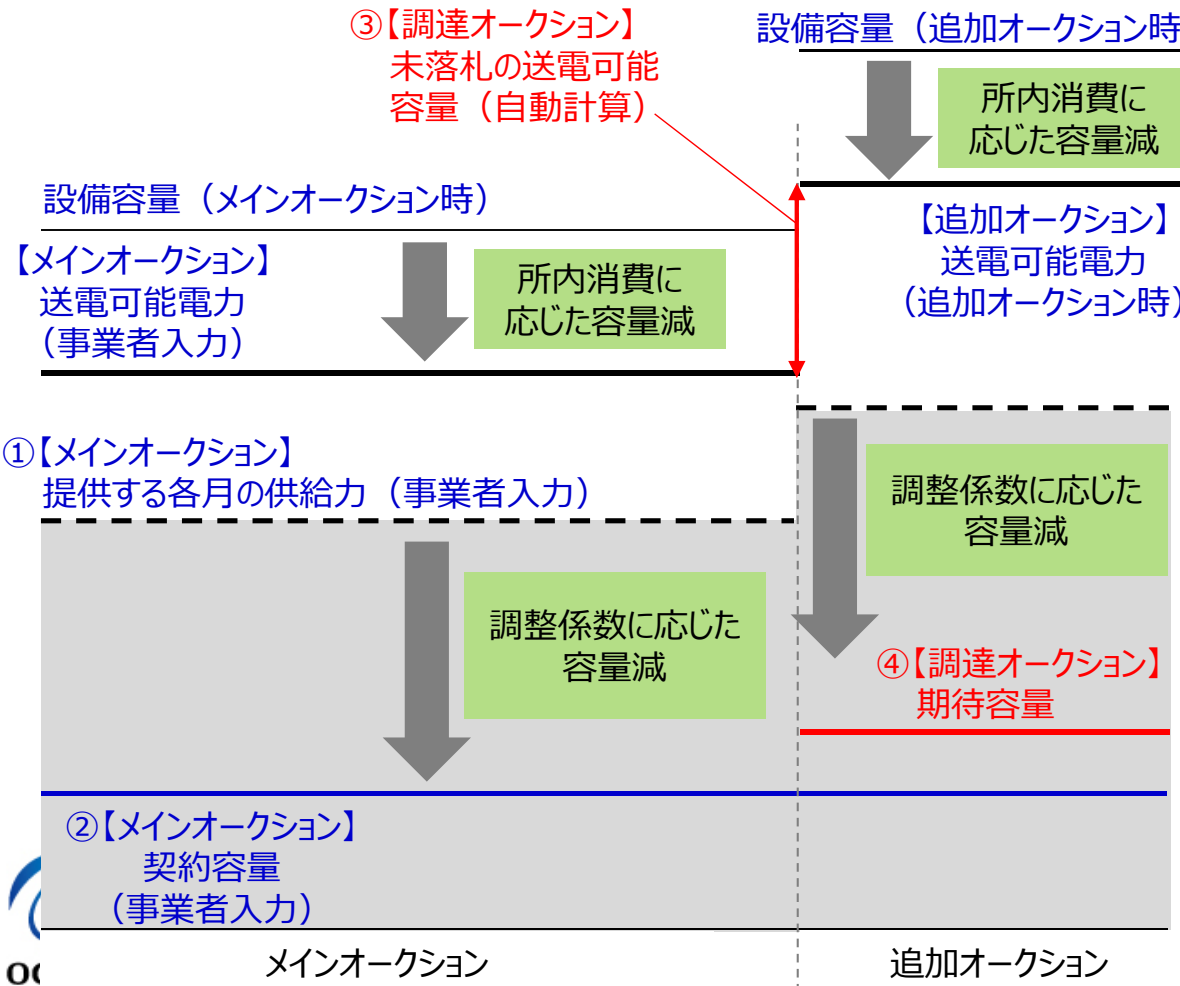 ③【調達オークション】
未落札の送電可能
容量（自動計算）
設備容量（追加オークション時
所内消費に
応じた容量減
設備容量（メインオークション時）
【メインオークション】
送電可能電力
（事業者入力）
所内消費に
応じた容量減
【追加オークション】
送電可能電力
（追加オークション時）
①【メインオークション】
提供する各月の供給力（事業者入力）
調整係数に応じた
容量減
調整係数に応じた
容量減
④【調達オークション】
期待容量
②【メインオークション】
契約容量
（事業者入力）
メインオークション
追加オークション